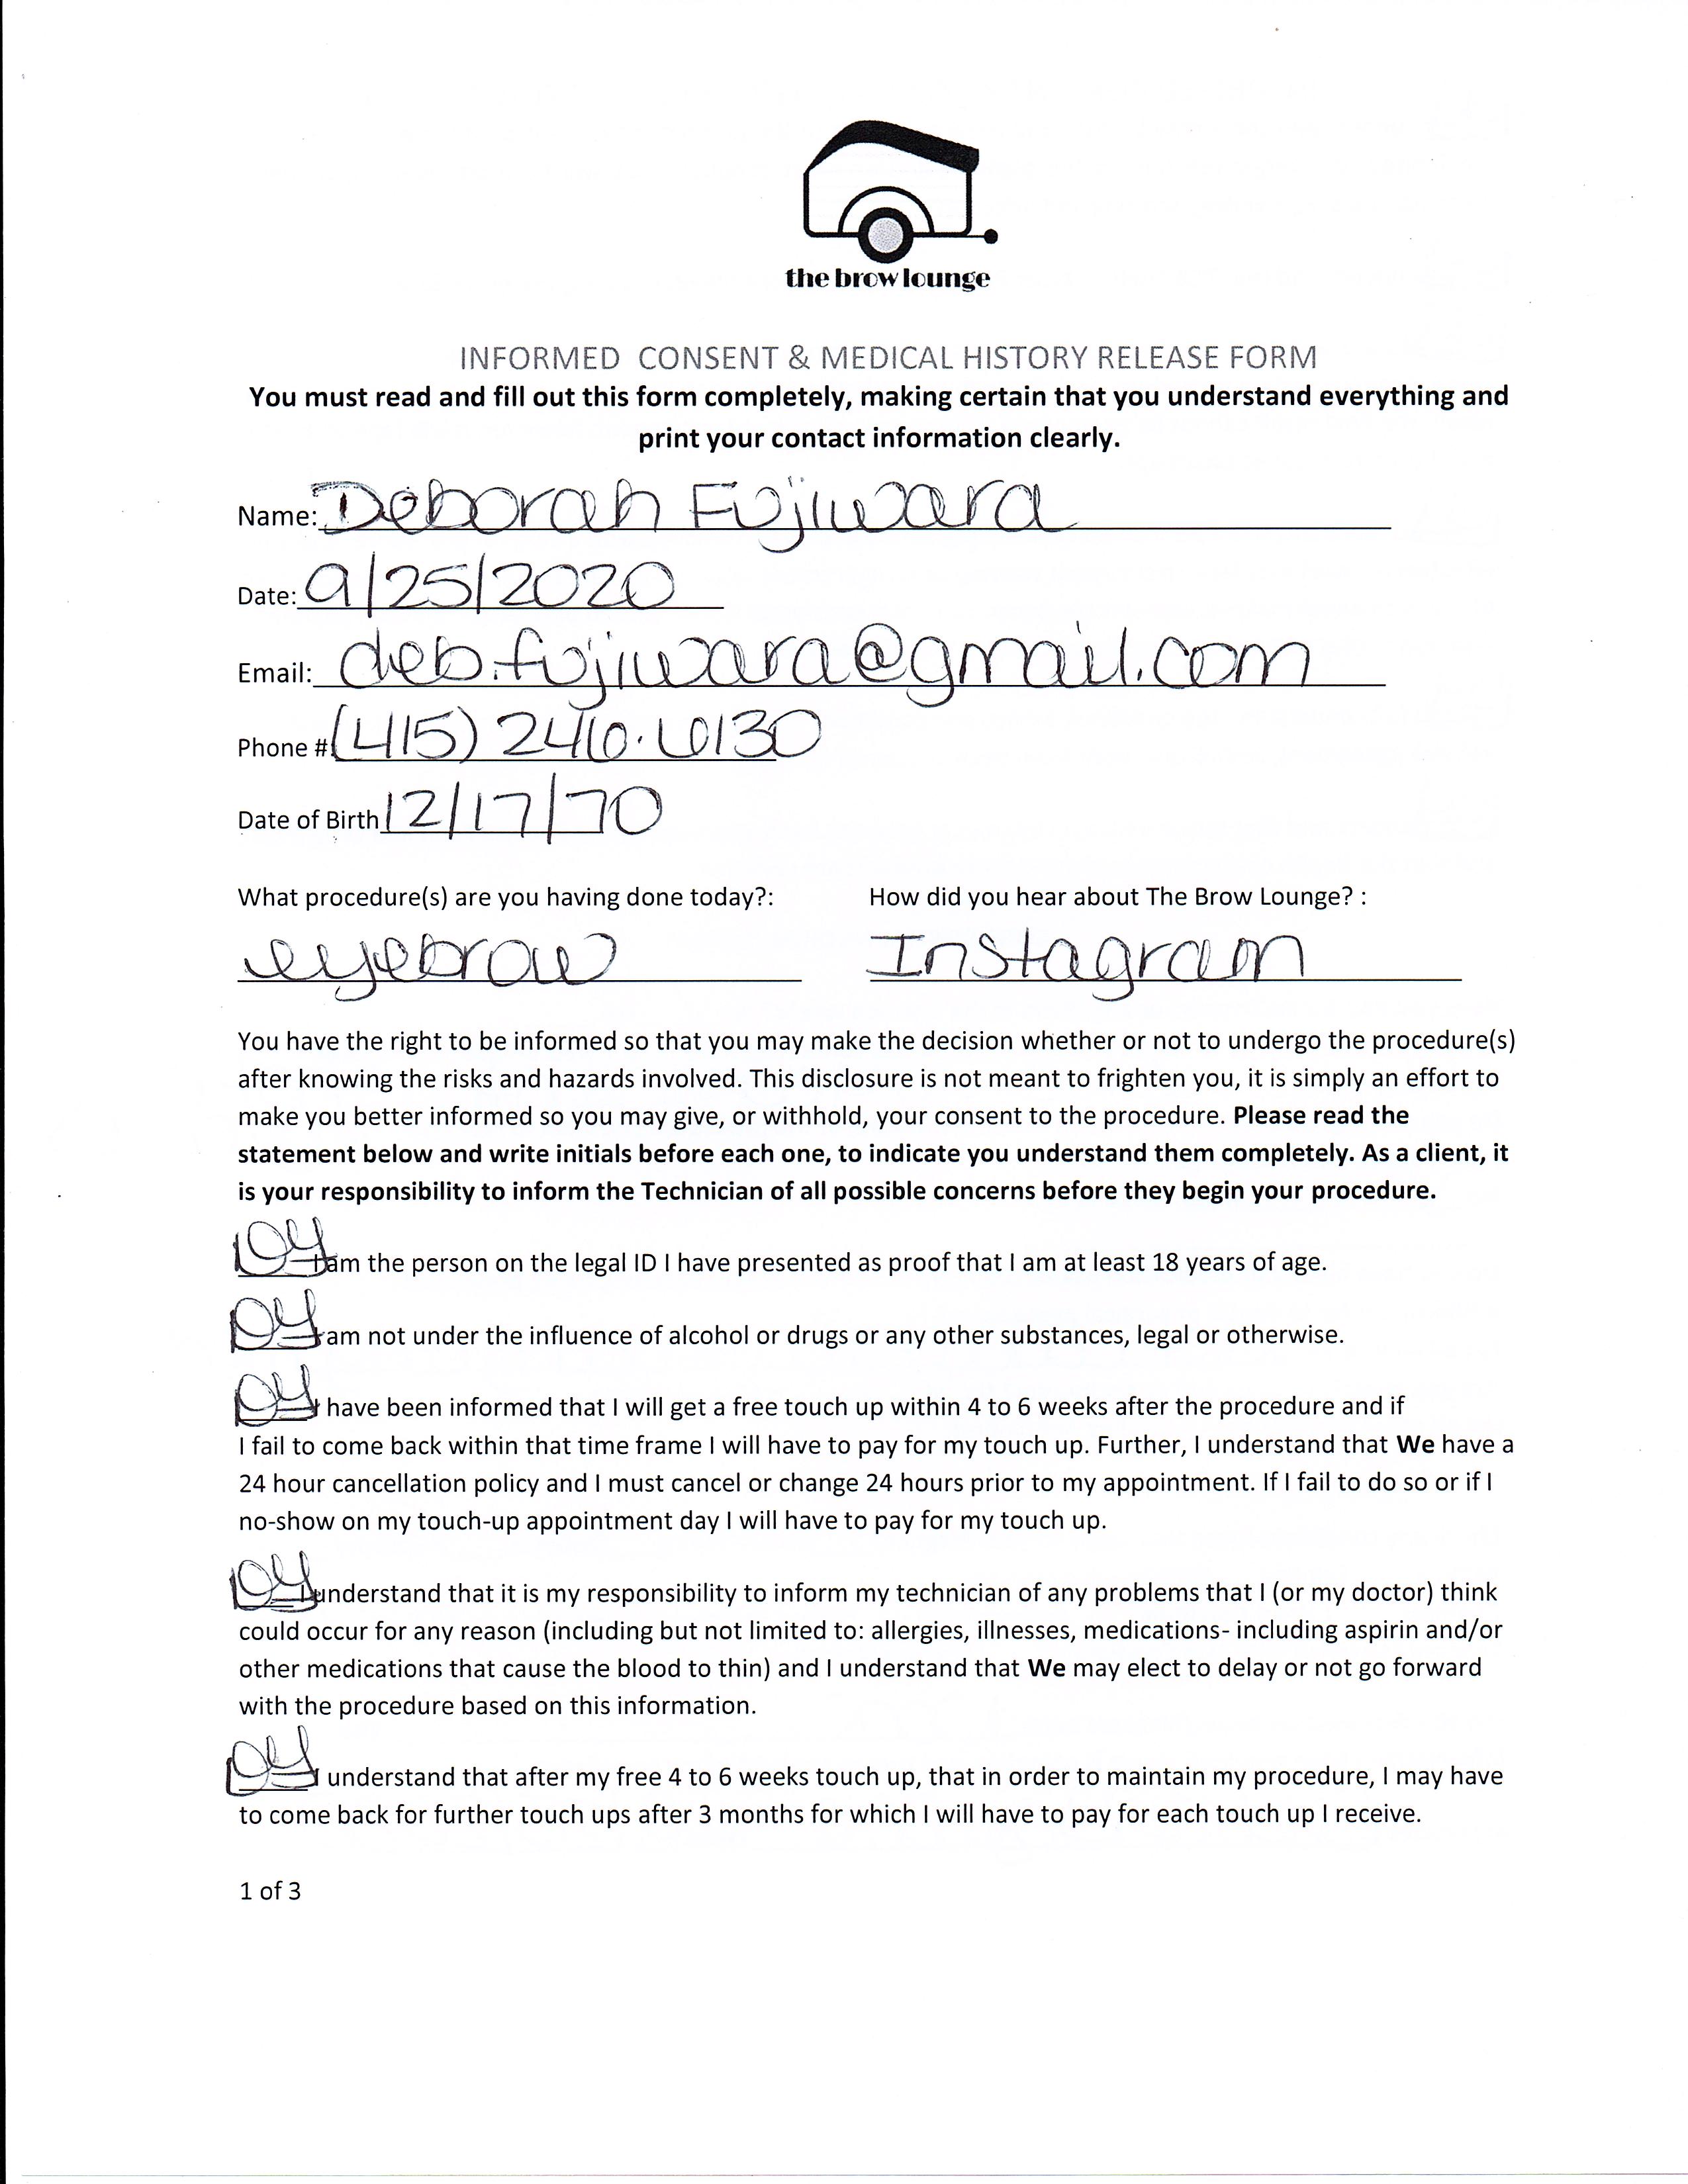 the brow lounge
INFORMED CONSENT & MEDICAL HISTORY RELEASE FORM
You must read and fill out this form completely, making certain that you understand everything and
print your contact information clearly.
Name: Deborah Fujiwara
Date: 9/25/2020
Email: deb.fujiwara@gmail.com
Phone # (415) 246.6130
Date of Birth 12/17/70
What procedure(s) are you having done today?:
How did you hear about The Brow Lounge? :
eyebrow
Instagram
You have the right to be informed so that you may make the decision whether or not to undergo the procedure(s)
after knowing the risks and hazards involved. This disclosure is not meant to frighten you, it is simply an effort to
make you better informed so you may give, or withhold, your consent to the procedure. Please read the
statement below and write initials before each one, to indicate you understand them completely. As a client, it
is your responsibility to inform the Technician of all possible concerns before they begin your procedure.
I am the person on the legal ID I have presented as proof that I am at least 18 years of age.
I am not under the influence of alcohol or drugs or any other substances, legal or otherwise.
I have been informed that I will get a free touch up within 4 to 6 weeks after the procedure and if
I fail to come back within that time frame I will have to pay for my touch up. Further, I understand that We have a
24 hour cancellation policy and I must cancel or change 24 hours prior to my appointment. If I fail to do so or if I
no-show on my touch-up appointment day I will have to pay for my touch up.
I understand that it is my responsibility to inform my technician of any problems that I (or my doctor) think
could occur for any reason (including but not limited to: allergies, illnesses, medications- including aspirin and/or
other medications that cause the blood to thin) and I understand that We may elect to delay or not go forward
with the procedure based on this information.
I understand that after my free 4 to 6 weeks touch up, that in order to maintain my procedure, I may have
to come back for further touch ups after 3 months for which I will have to pay for each touch up I receive.
1 of 3